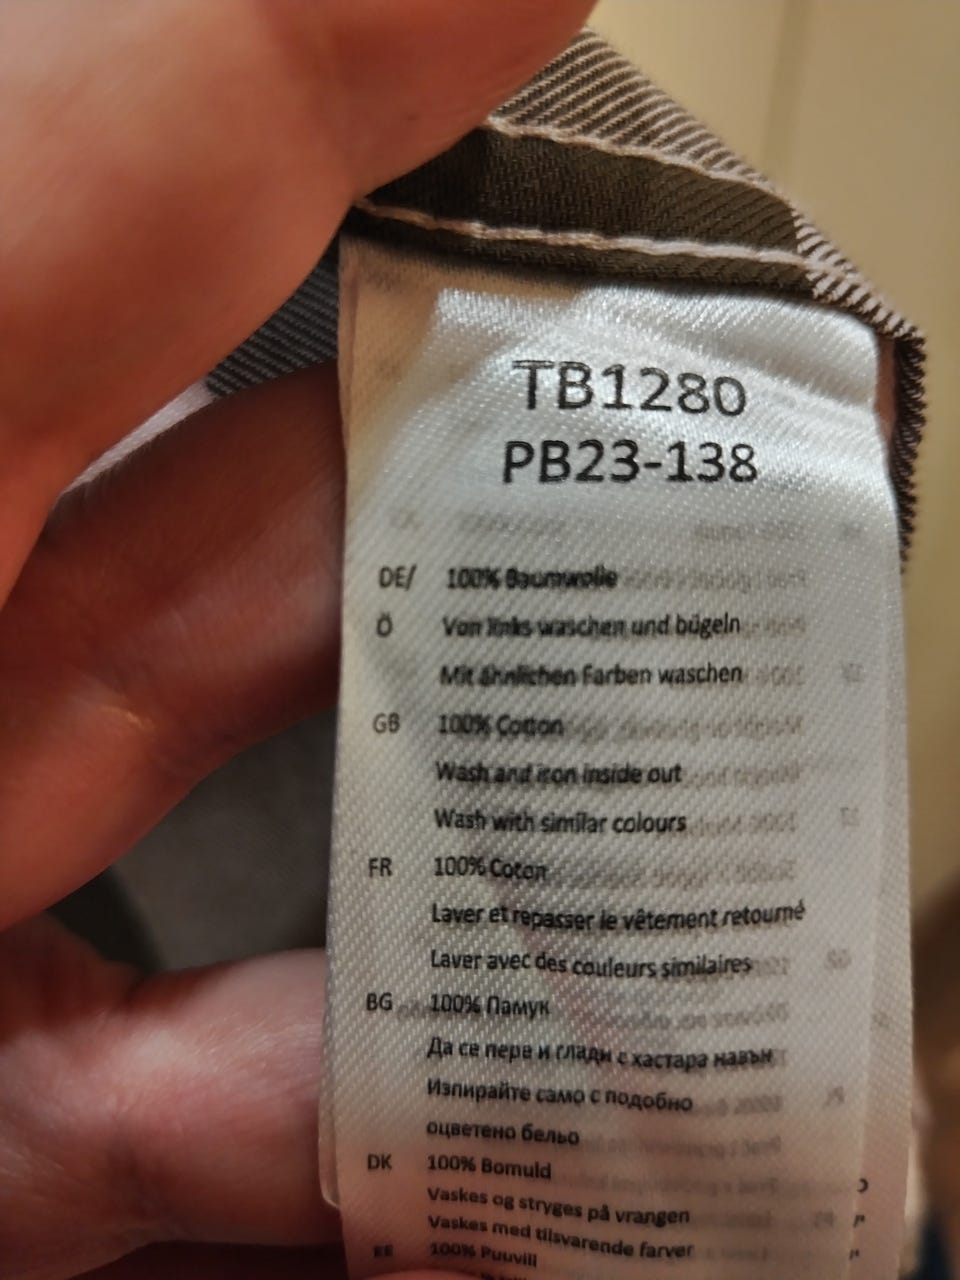 TB1280
PB23-138
DE/ 100% Baumwolle
Ö Von links waschen und bügeln
Mit ähnlichen Farben waschen
GB 100% Cotton
Wash and iron inside out
Wash with similar colours
FR 100% Coton
Laver et repasser le vêtement retourné
Laver avec des couleurs similaires
BG 100% Памук
Да се пере и глади с хастара навън
Изпирайте само с подобно
оцветено бельо
DK 100% Bomuld
Vaskes og stryges på vrangen
Vaskes med tilsvarende farver
EE 100% Puuvill